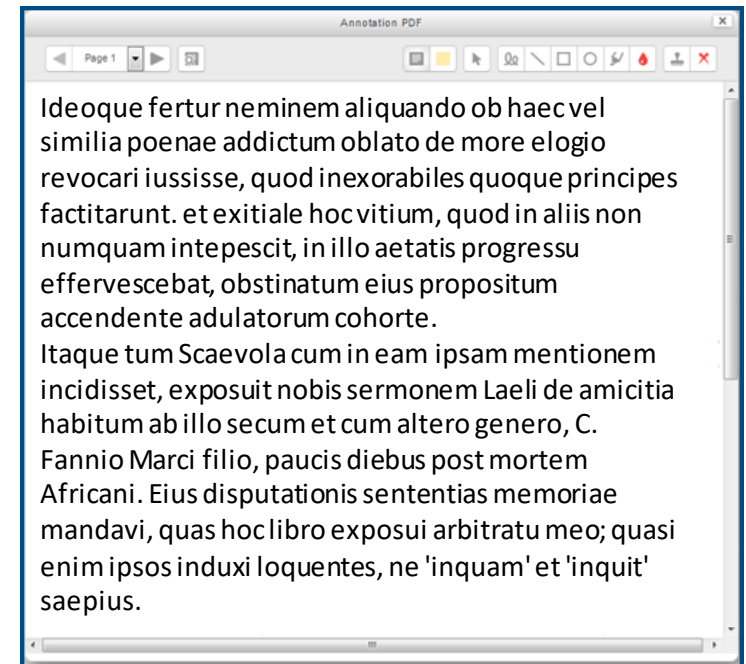 Annotation PDF
Page 1
Ideoque fertur neminem aliquando ob haec vel
similia poenae addictum oblato de more elogio
revocari iussisse, quod inexorabiles quoque principes
factitarunt. et exitiale hoc vitium, quod in aliis non
numquam intepescit, in illo aetatis progressu
effervescebat, obstinatum eius propositum
accendente adulatorum cohorte.
Itaque tum Scaevola cum in eam ipsam mentionem
incidisset, exposuit nobis sermonem Laeli de amicitia
habitum ab illo secum et cum altero genero, C.
Fannio Marci filio, paucis diebus post mortem
Africani. Eius disputationis sententias memoriae
mandavi, quas hoc libro exposui arbitratu meo; quasi
enim ipsos induxi loquentes, ne 'inquam' et 'inquit'
saepius.